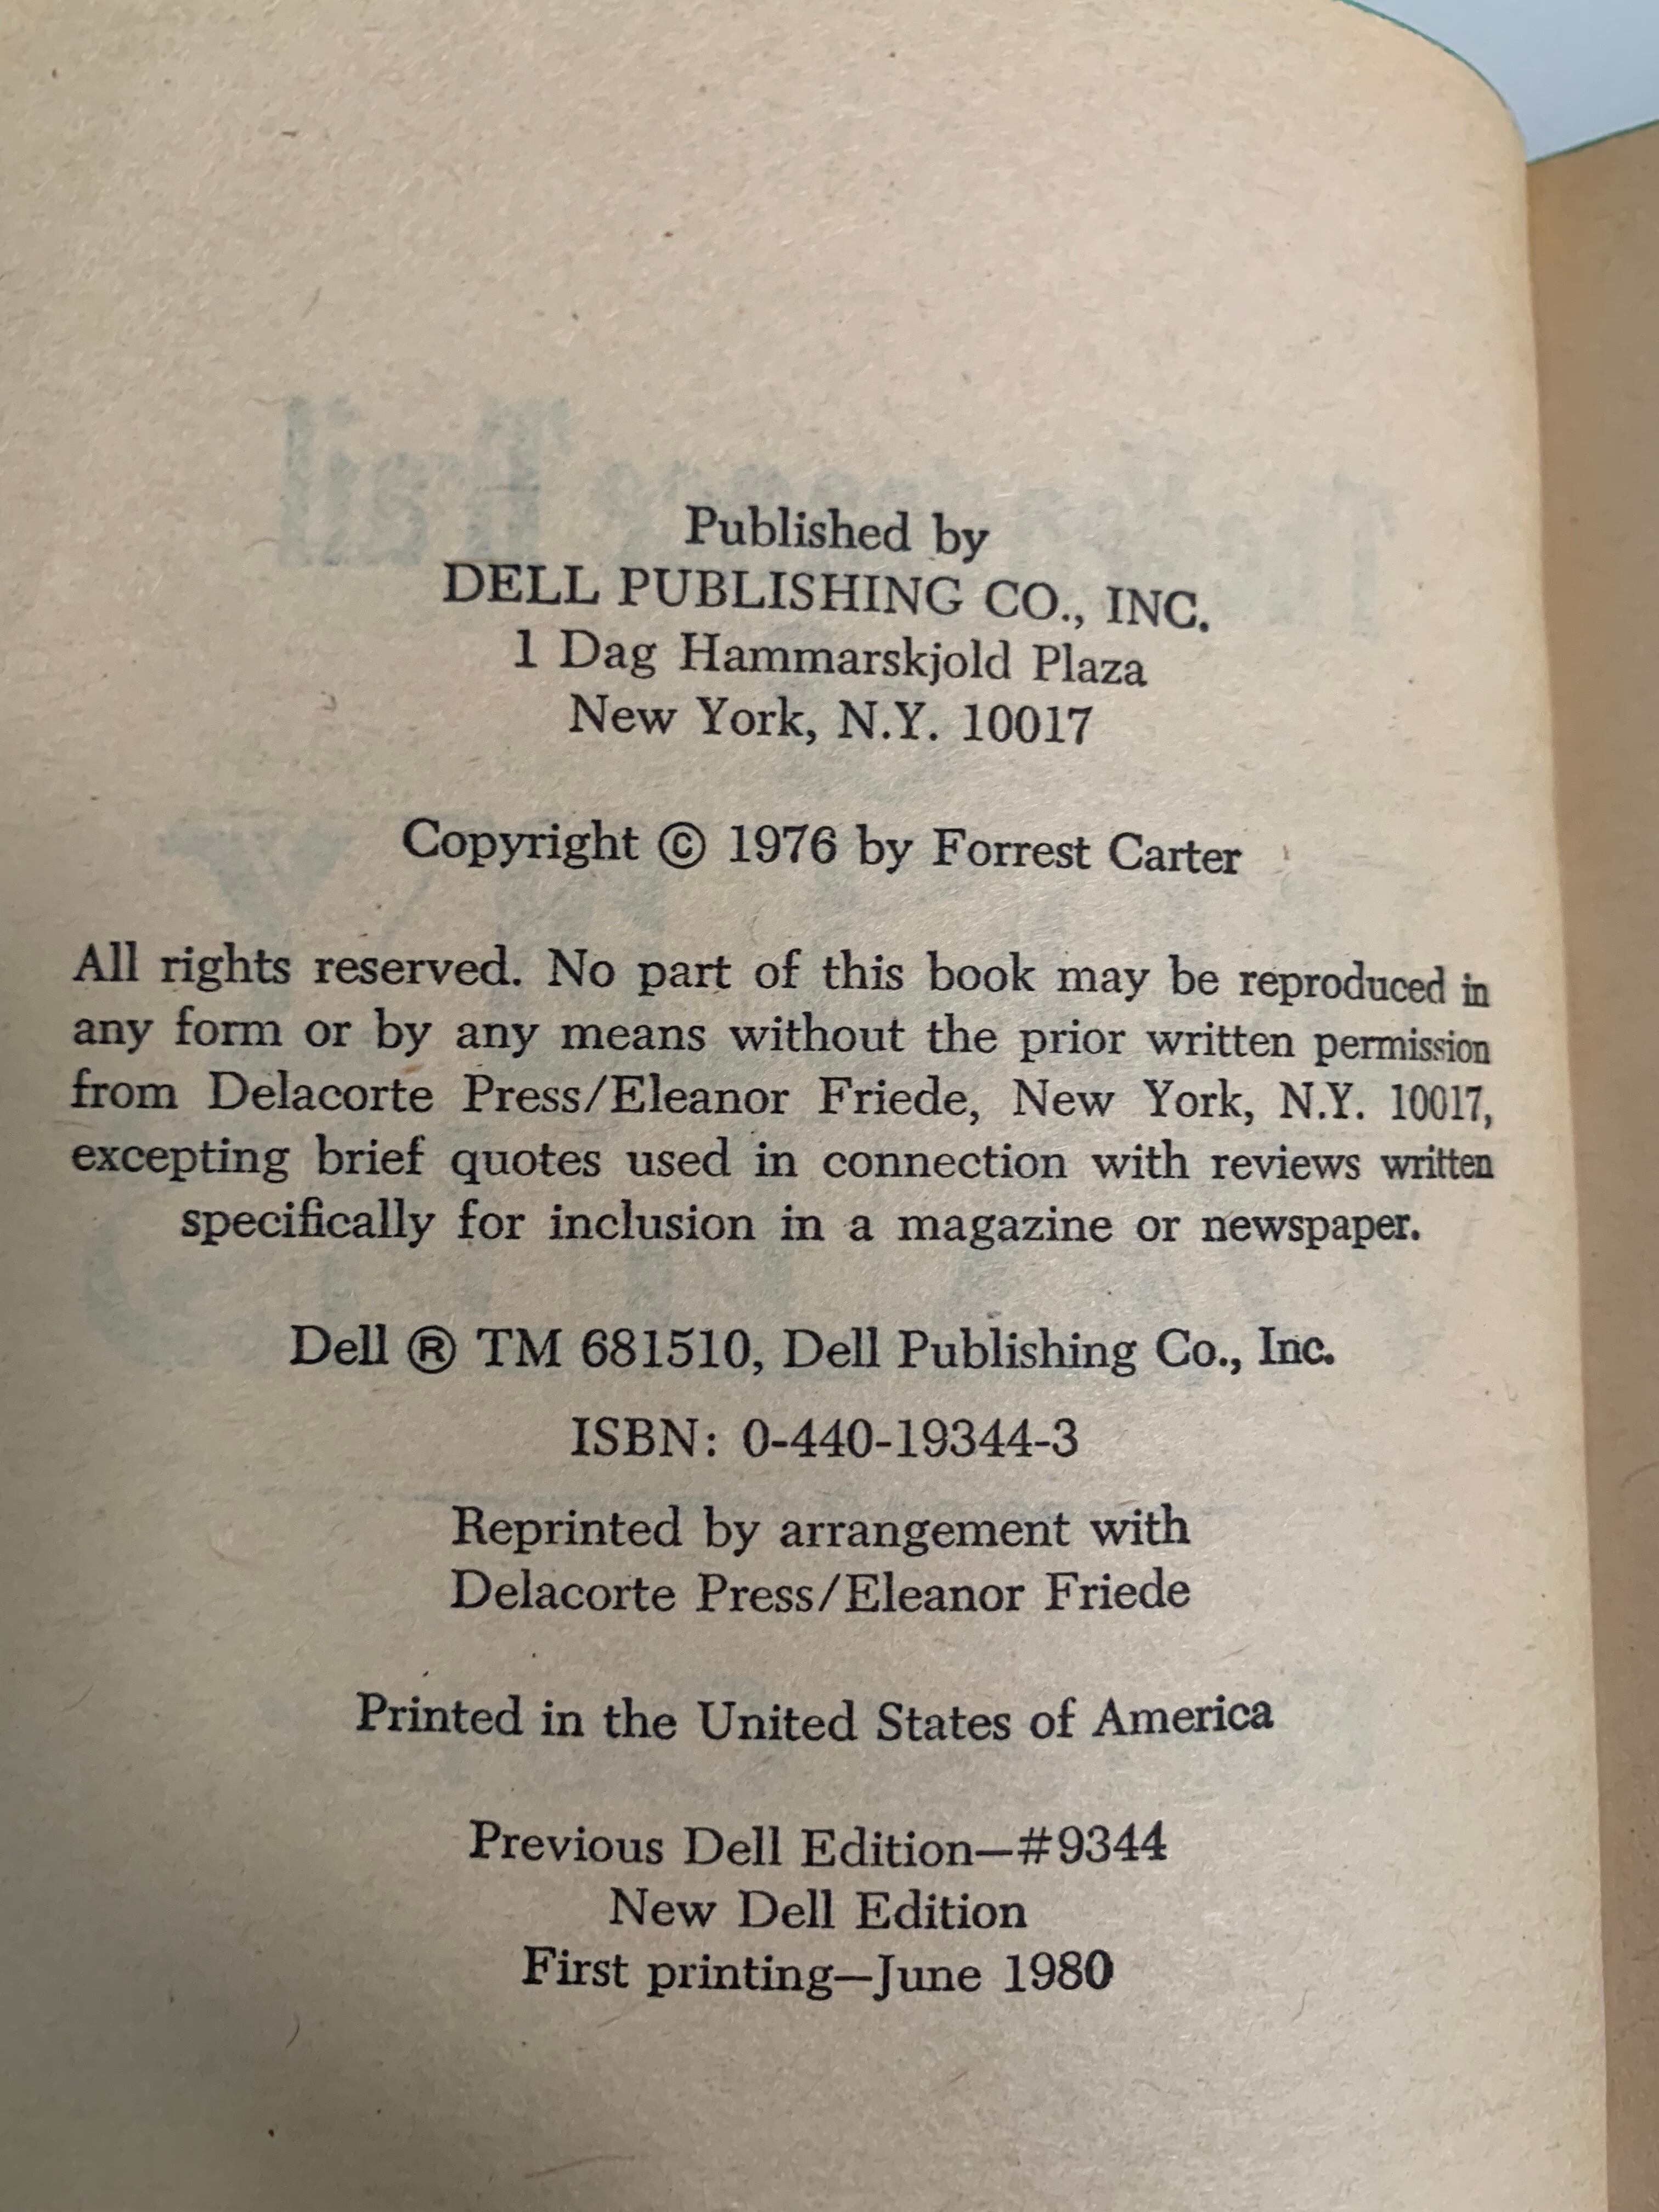 Published by
DELL PUBLISHING CO., INC.
1 Dag Hammarskjold Plaza
New York, N.Y. 10017
Copyright © 1976 by Forrest Carter
All rights reserved. No part of this book may be reproduced in
any form or by any means without the prior written permission
from Delacorte Press/Eleanor Friede, New York, N.Y. 10017,
excepting brief quotes used in connection with reviews written
specifically for inclusion in a magazine or newspaper.
Dell ® TM 681510, Dell Publishing Co., Inc.
ISBN: 0-440-19344-3
Reprinted by arrangement with
Delacorte Press/Eleanor Friede
Printed in the United States of America
Previous Dell Edition—#9344
New Dell Edition
First printing—June 1980